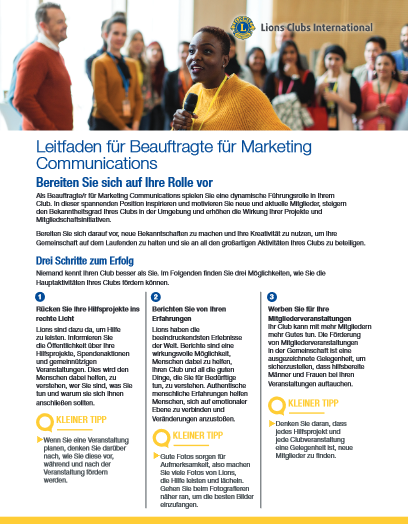 Lions Clubs International
Leitfaden für Beauftragte für Marketing
Communications
Bereiten Sie sich auf Ihre Rolle vor
Als Beauftragte/r für Marketing Communications spielen Sie eine dynamische Führungsrolle in Ihrem
Club. In dieser spannenden Position inspirieren und motivieren Sie neue und aktuelle Mitglieder, steigern
den Bekanntheitsgrad Ihres Clubs in der Umgebung und erhöhen die Wirkung Ihrer Projekte und
Mitgliedschaftsinitiativen.
Bereiten Sie sich darauf vor, neue Bekanntschaften zu machen und Ihre Kreativität zu nutzen, um Ihre
Gemeinschaft auf dem Laufenden zu halten und sie an all den großartigen Aktivitäten Ihres Clubs zu beteiligen.
Drei Schritte zum Erfolg
Niemand kennt Ihren Club besser als Sie. Im Folgenden finden Sie drei Möglichkeiten, wie Sie die
Hauptaktivitäten Ihres Clubs fördern können.
1
Rücken Sie Ihre Hilfsprojekte ins
rechte Licht
Lions sind dazu da, um Hilfe
zu leisten. Informieren Sie
die Öffentlichkeit über Ihre
Hilfsprojekte, Spendenaktionen
und gemeinnützigen
Veranstaltungen. Dies wird den
Menschen dabei helfen, zu
verstehen, wer Sie sind, was Sie
tun und warum sie sich Ihnen
anschließen sollten.
KLEINER TIPP
Wenn Sie eine Veranstaltung
planen, denken Sie darüber
nach, wie Sie diese vor,
während und nach der
Veranstaltung fördern
werden.
2
Berichten Sie von Ihren
Erfahrungen
Lions haben die
beeindruckendsten Erlebnisse
der Welt. Berichte sind eine
wirkungsvolle Möglichkeit,
Menschen dabei zu helfen,
Ihren Club und all die guten
Dinge, die Sie für Bedürftige
tun, zu verstehen. Authentische
menschliche Erfahrungen helfen
Menschen, sich auf emotionaler
Ebene zu verbinden und
Veränderungen anzustoßen.
KLEINER TIPP
Gute Fotos sorgen für
Aufmerksamkeit, also machen
Sie viele Fotos von Lions,
die Hilfe leisten und lächeln.
Gehen Sie beim Fotografieren
näher ran, um die besten Bilder
einzufangen.
3
Werben Sie für Ihre
Mitgliederveranstaltungen
Ihr Club kann mit mehr Mitgliedern
mehr Gutes tun. Die Förderung
von Mitgliederveranstaltungen
in der Gemeinschaft ist eine
ausgezeichnete Gelegenheit, um
sicherzustellen, dass hilfsbereite
Männer und Frauen bei Ihren
Veranstaltungen auftauchen.
KLEINER TIPP
Denken Sie daran, dass
jedes Hilfsprojekt und
jede Clubveranstaltung
eine Gelegenheit ist, neue
Mitglieder zu finden.